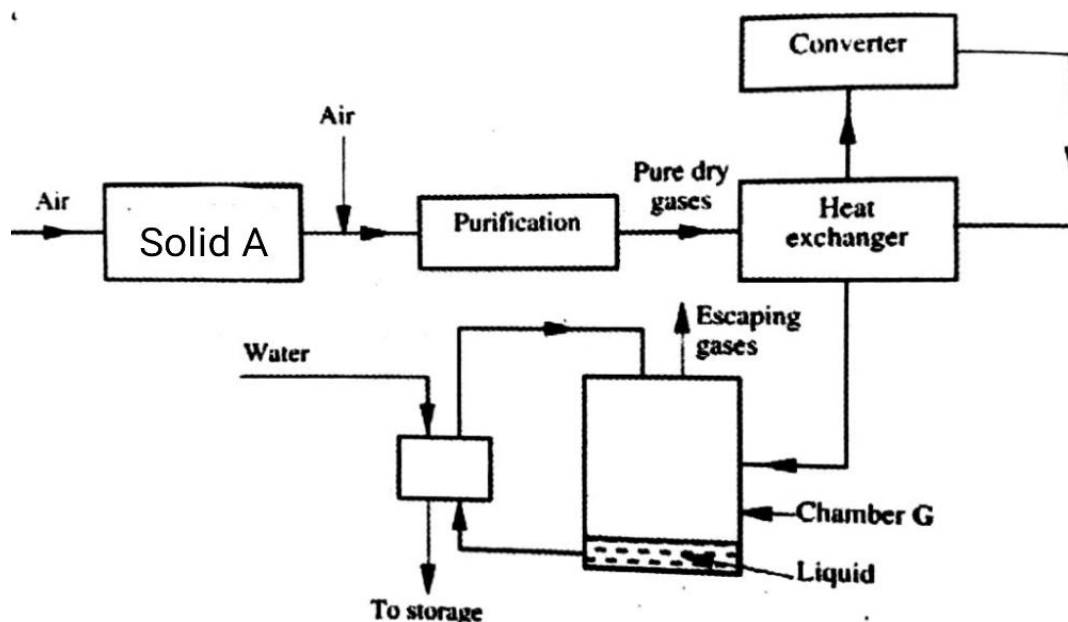 Converter
Air
Pure dry
gases
Air
Solid A
Purification
Heat
exchanger
Escaping
gases
Water
Chamber G
Liquid
To storage